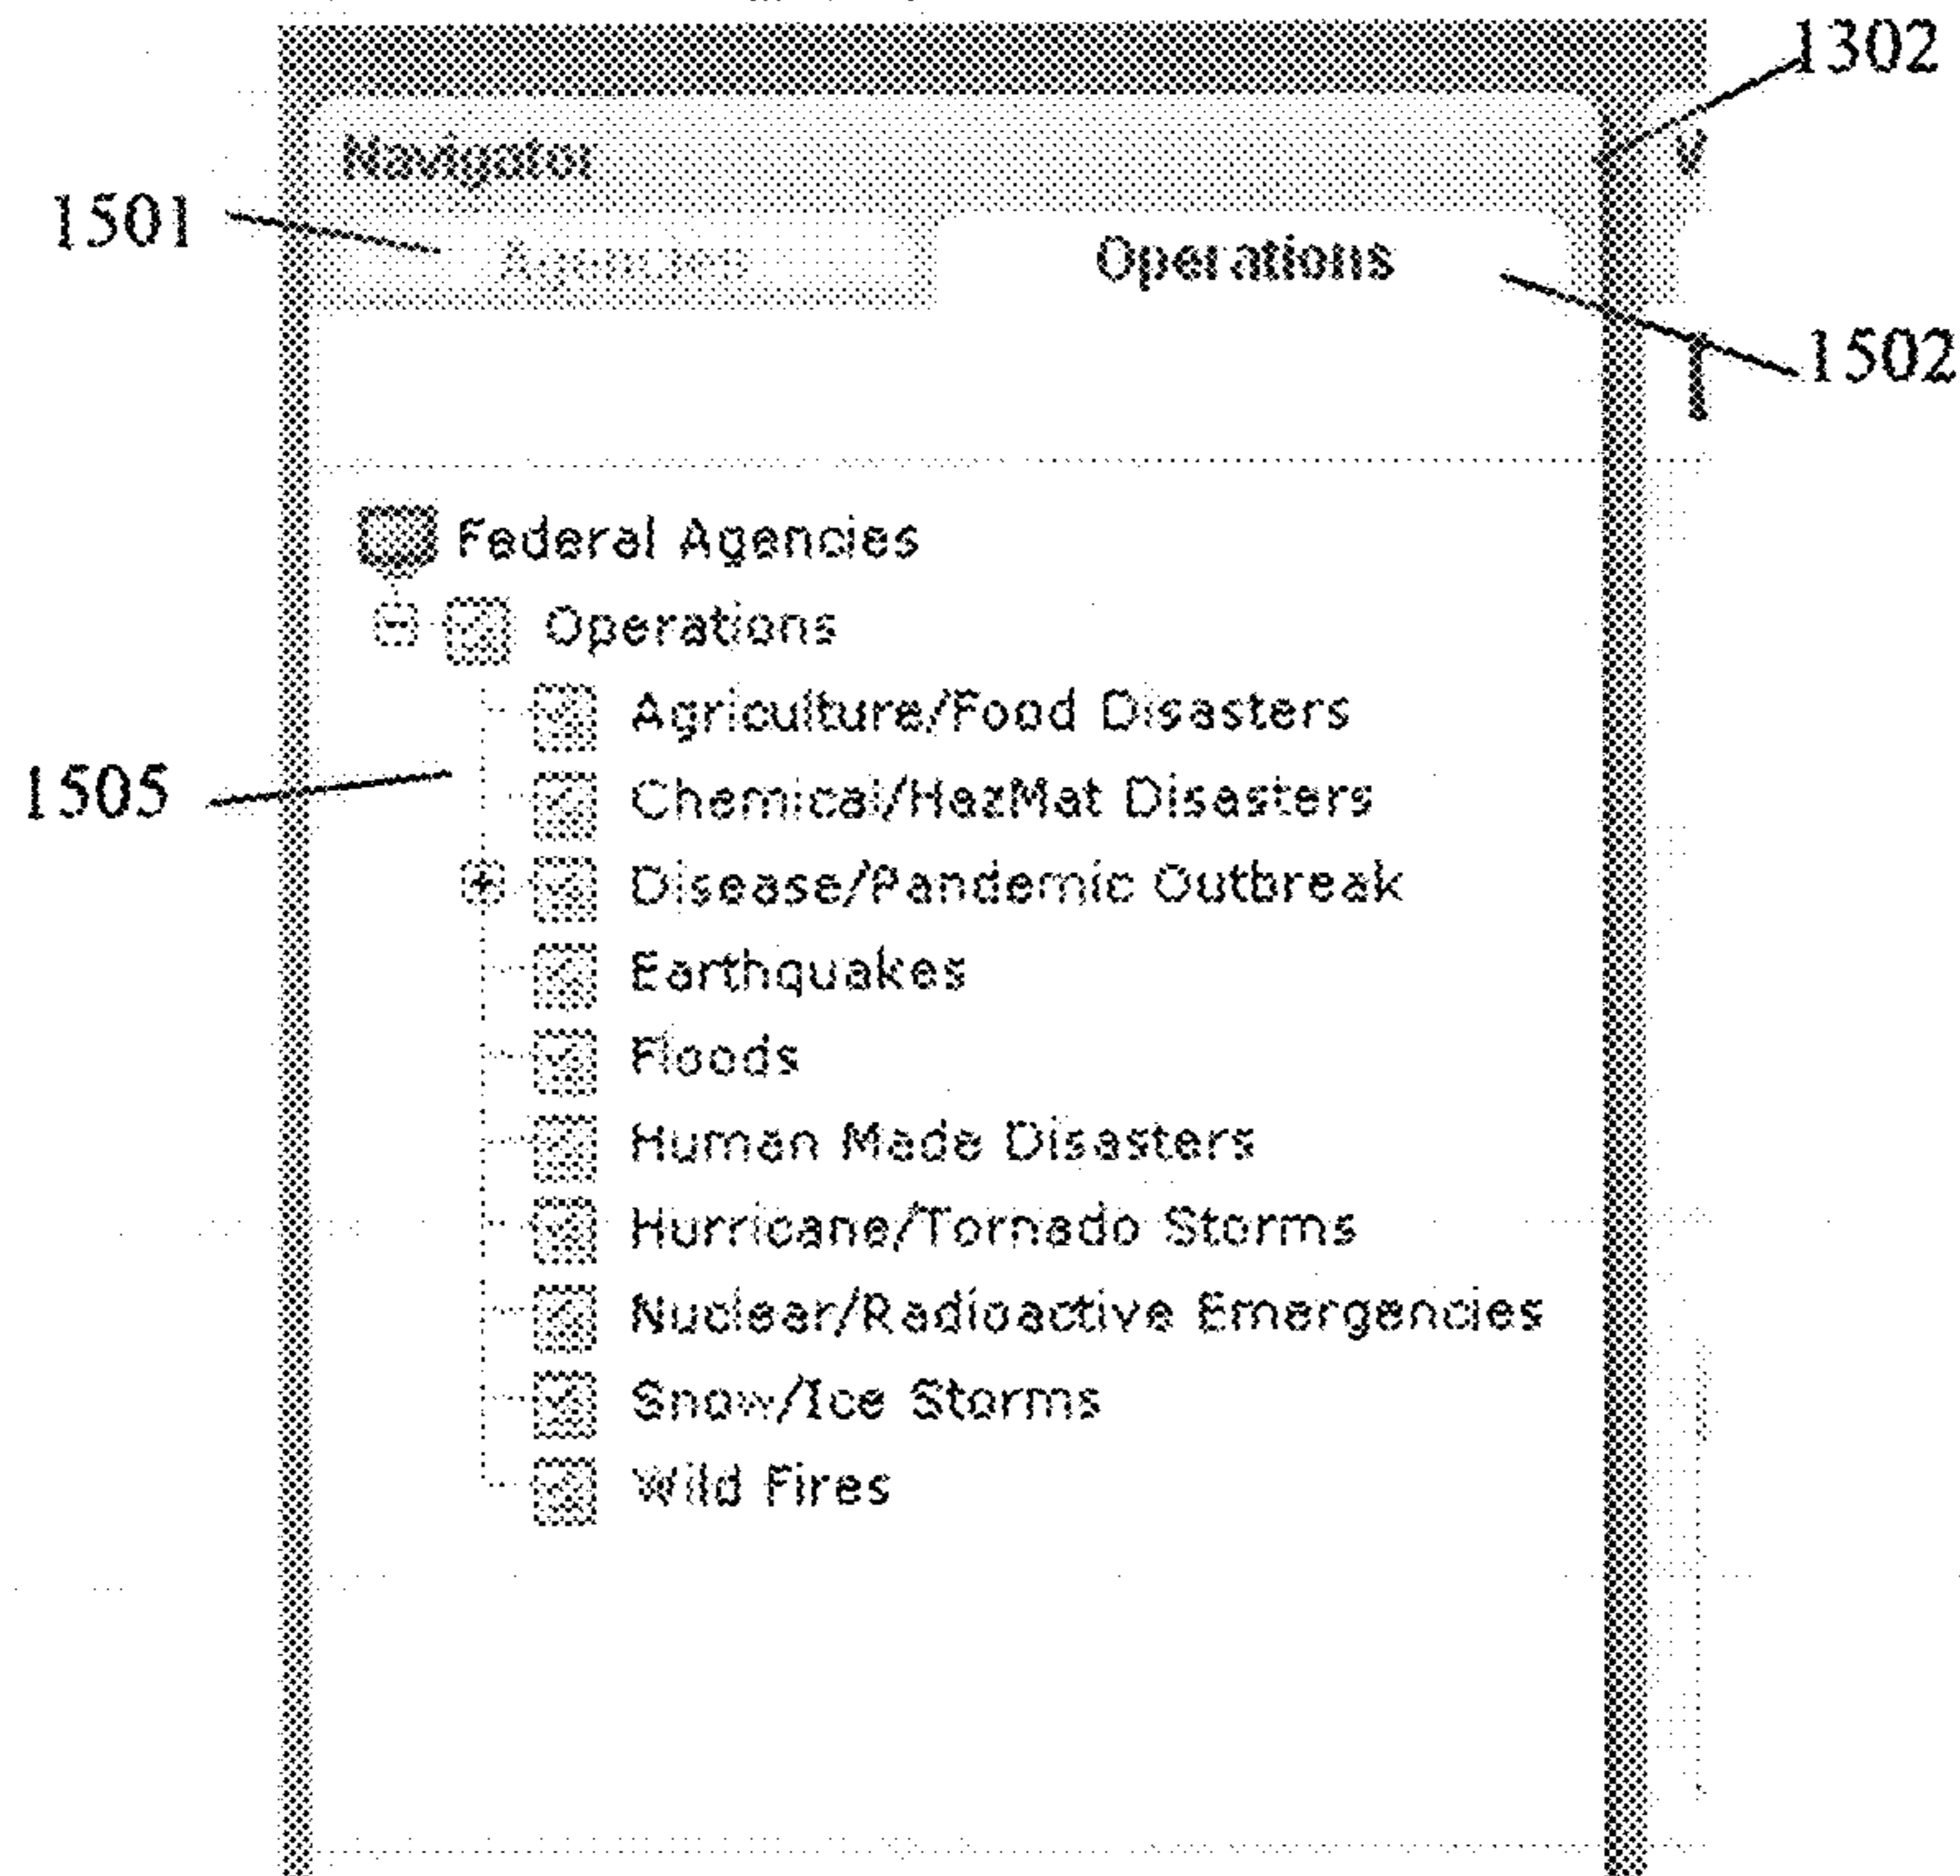 1302
Navigator
1501
Agencies
Operations
1502
Federal Agencies
Operations
Agriculture/Food Disasters
1505
Chemical/HazMat Disasters
Disease/Pandemic Outbreak
Earthquakes
Floods
Human Made Disasters
Hurricane/Tornado Storms
Nuclear/Radioactive Emergencies
Snow/Ice Storms
Wild Fires